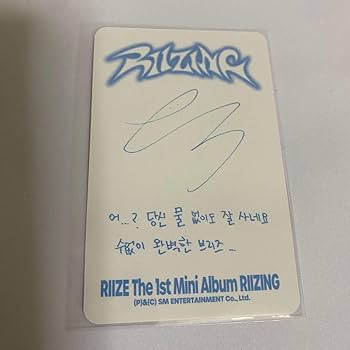 RIIZING
어...? 당신 물 없이도 잘 사네요
수없이 완벽한 브리즈...
RIIZE The 1st Mini Album RIIZING
(P)&(C) SM ENTERTAINMENT Co., Ltd.